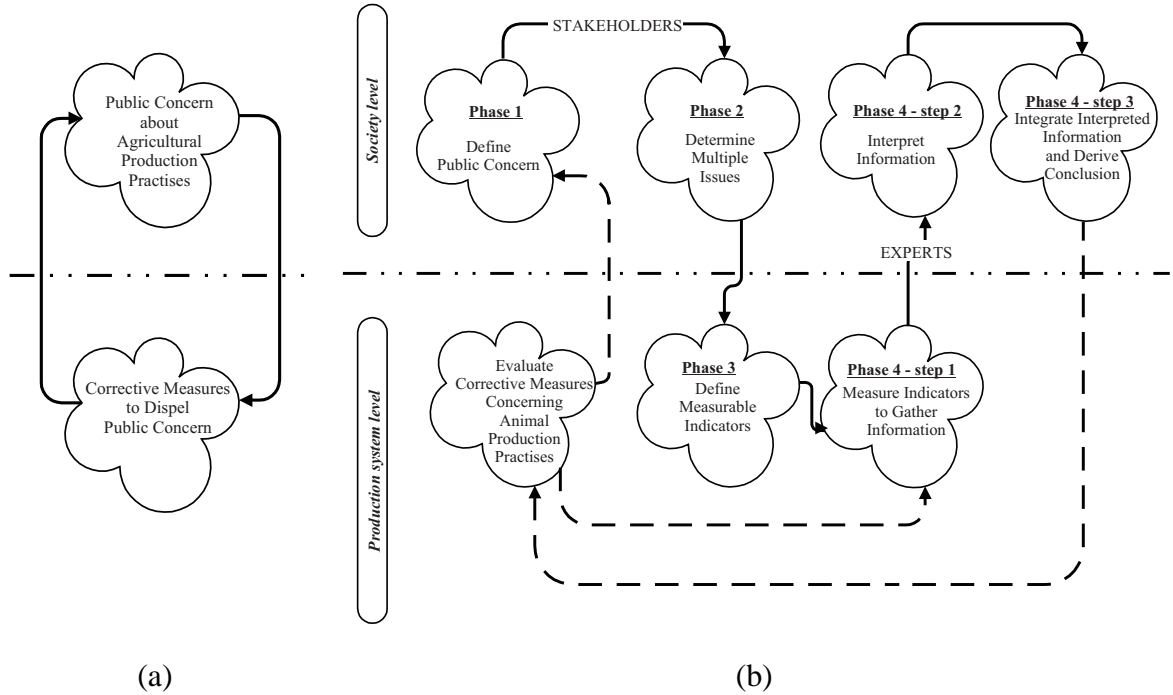 Public Concern
about
Agricultural
Production
Practises
Corrective Measures
to Dispel
Public Concern
(a)
Society level
Production system level
STAKEHOLDERS
Phase 1
Define
Public Concern
Phase 2
Determine
Multiple
Issues
Phase 4 - step 2
Interpret
Information
Phase 4 - step 3
Integrate Interpreted
Information
and Derive
Conclusion
EXPERTS
Evaluate
Corrective Measures
Concerning
Animal
Production
Practises
Phase 3
Define
Measurable
Indicators
Phase 4 - step 1
Measure Indicators
to Gather
Information
(b)